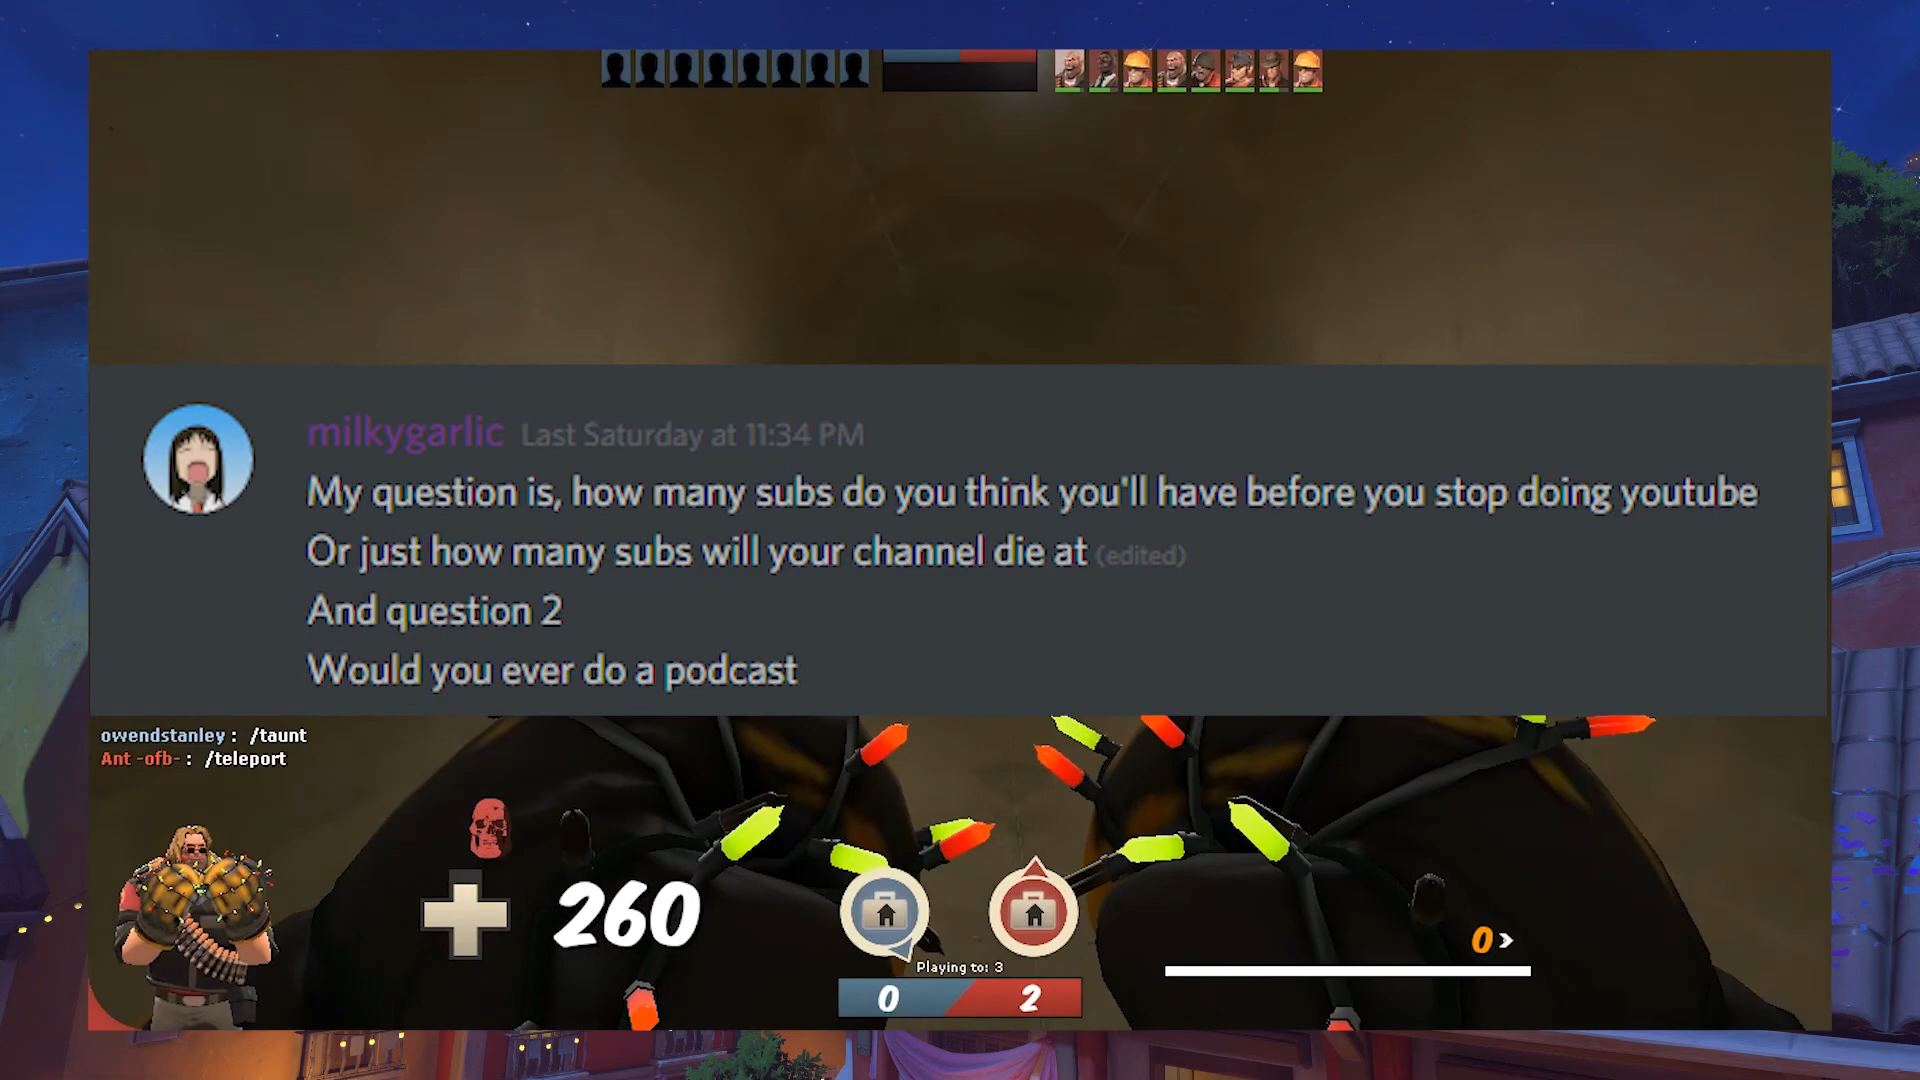 milkygarlic Last Saturday at 11:34 PM
My question is, how many subs do you think you'll have before you stop doing youtube
Or just how many subs will your channel die at (edited)
And question 2
Would you ever do a podcast
owendstanley : /taunt
Ant -ofb- : /teleport
260
0
Playing to: 3
0 2